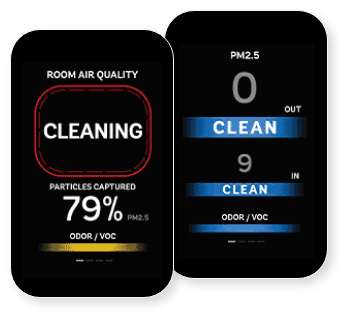 ROOM AIR QUALITY
CLEANING
PARTICLES CAPTURED
79% PM2.5
ODOR / VOC
PM2.5
0
OUT
CLEAN
9
IN
CLEAN
ODOR / VOC